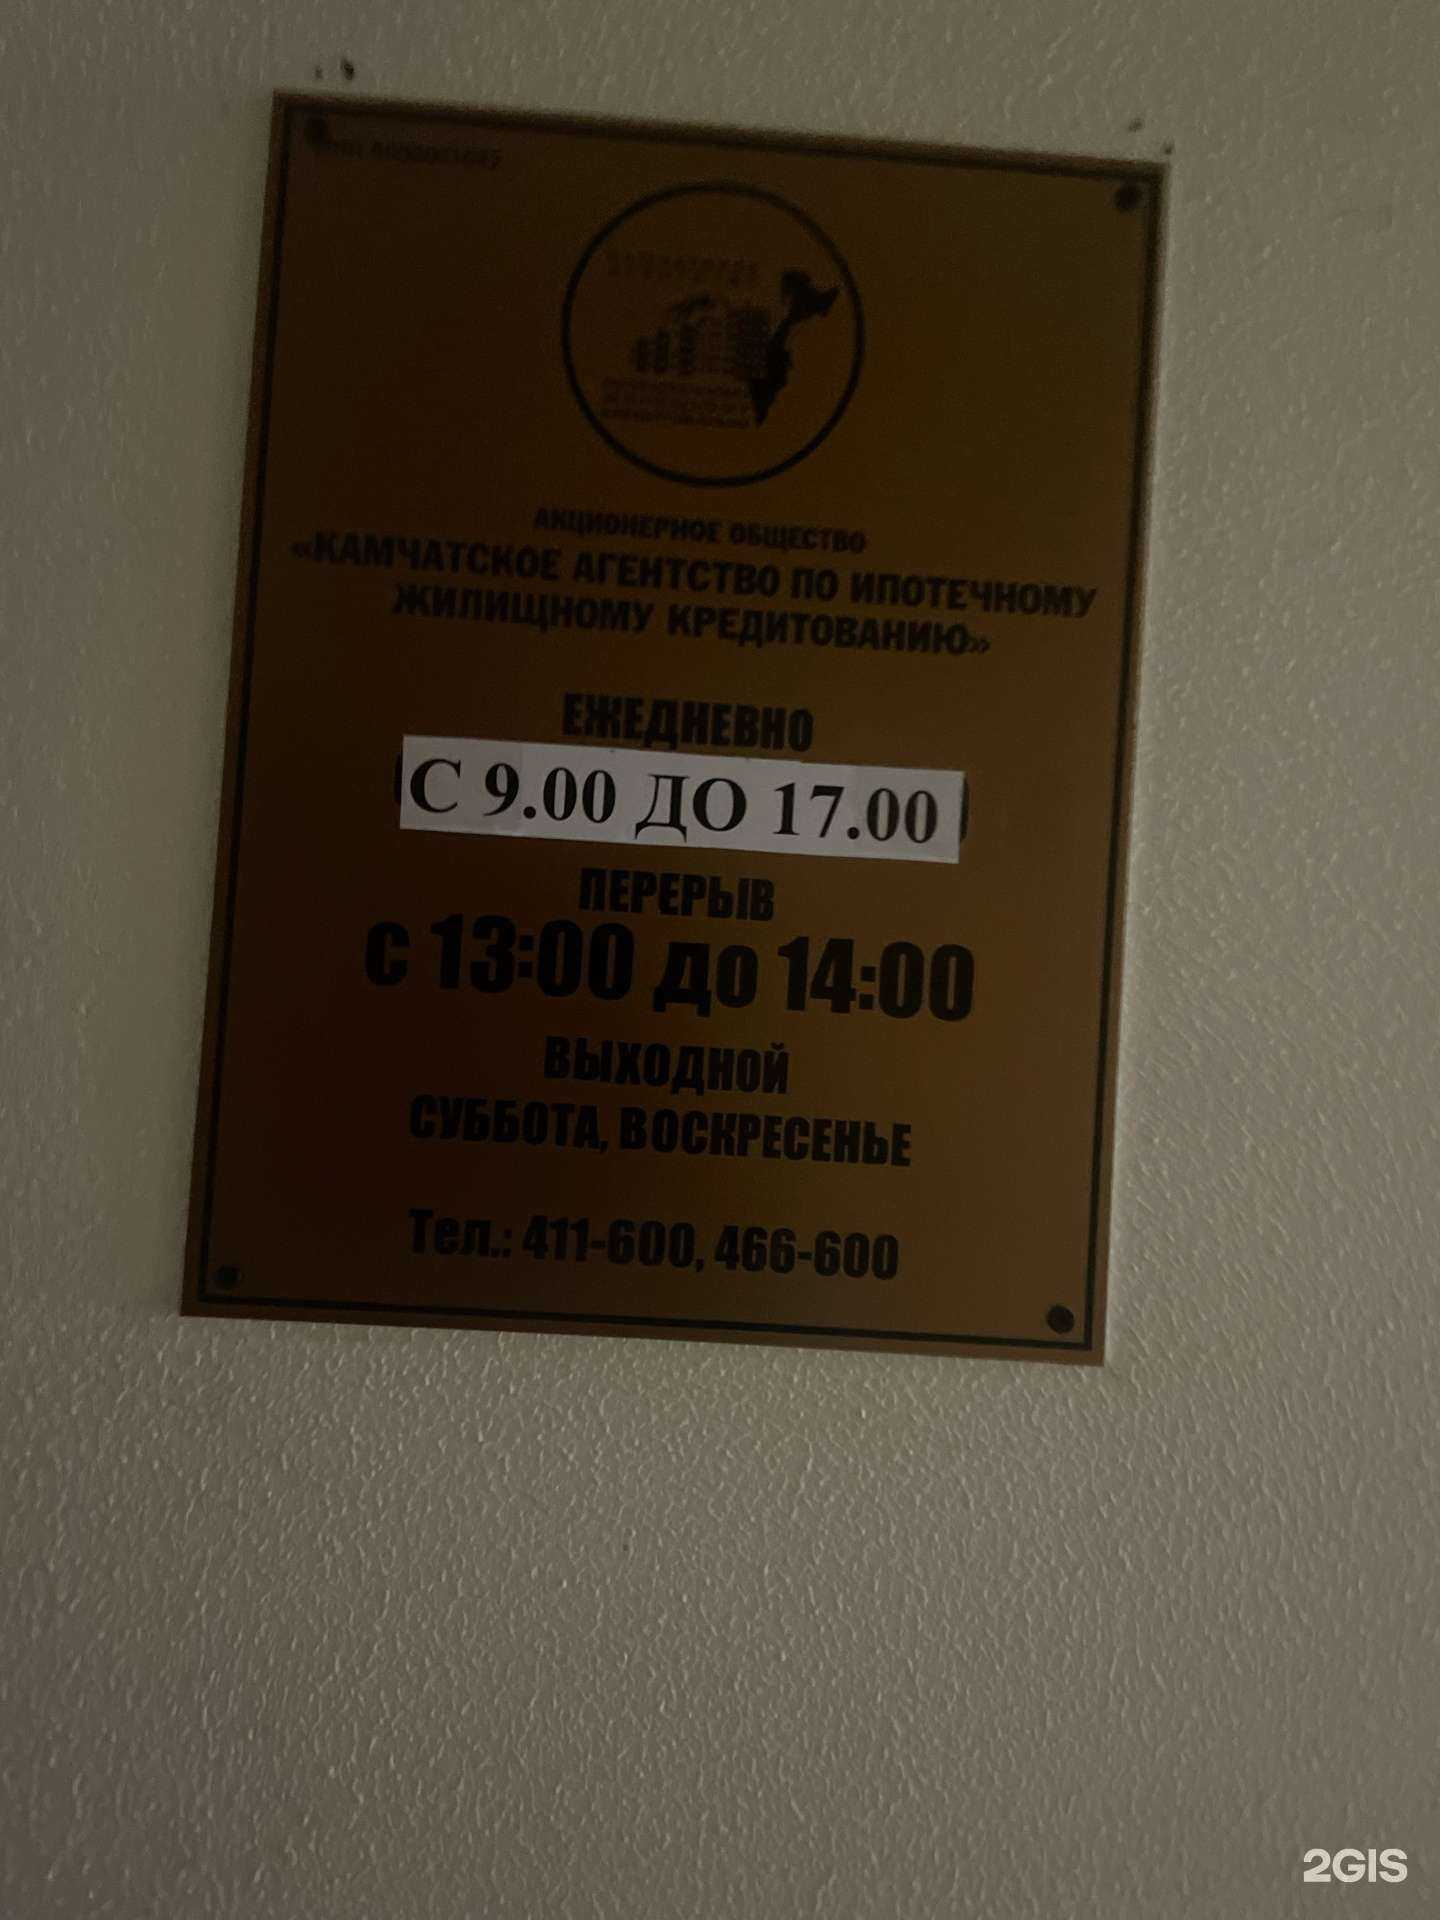 АКЦИОНЕРНОЕ ОБЩЕСТВО
«КАМЧАТСКОЕ АГЕНТСТВО ПО ИПОТЕЧНОМУ
ЖИЛИЩНОМУ КРЕДИТОВАНИЮ»
ЕЖЕДНЕВНО
С 9.00 ДО 17.00
ПЕРЕРЫВ
с 13:00 до 14:00
ВЫХОДНОЙ
СУББОТА, ВОСКРЕСЕНЬЕ
Тел.: 411-600, 466-600
2GIS